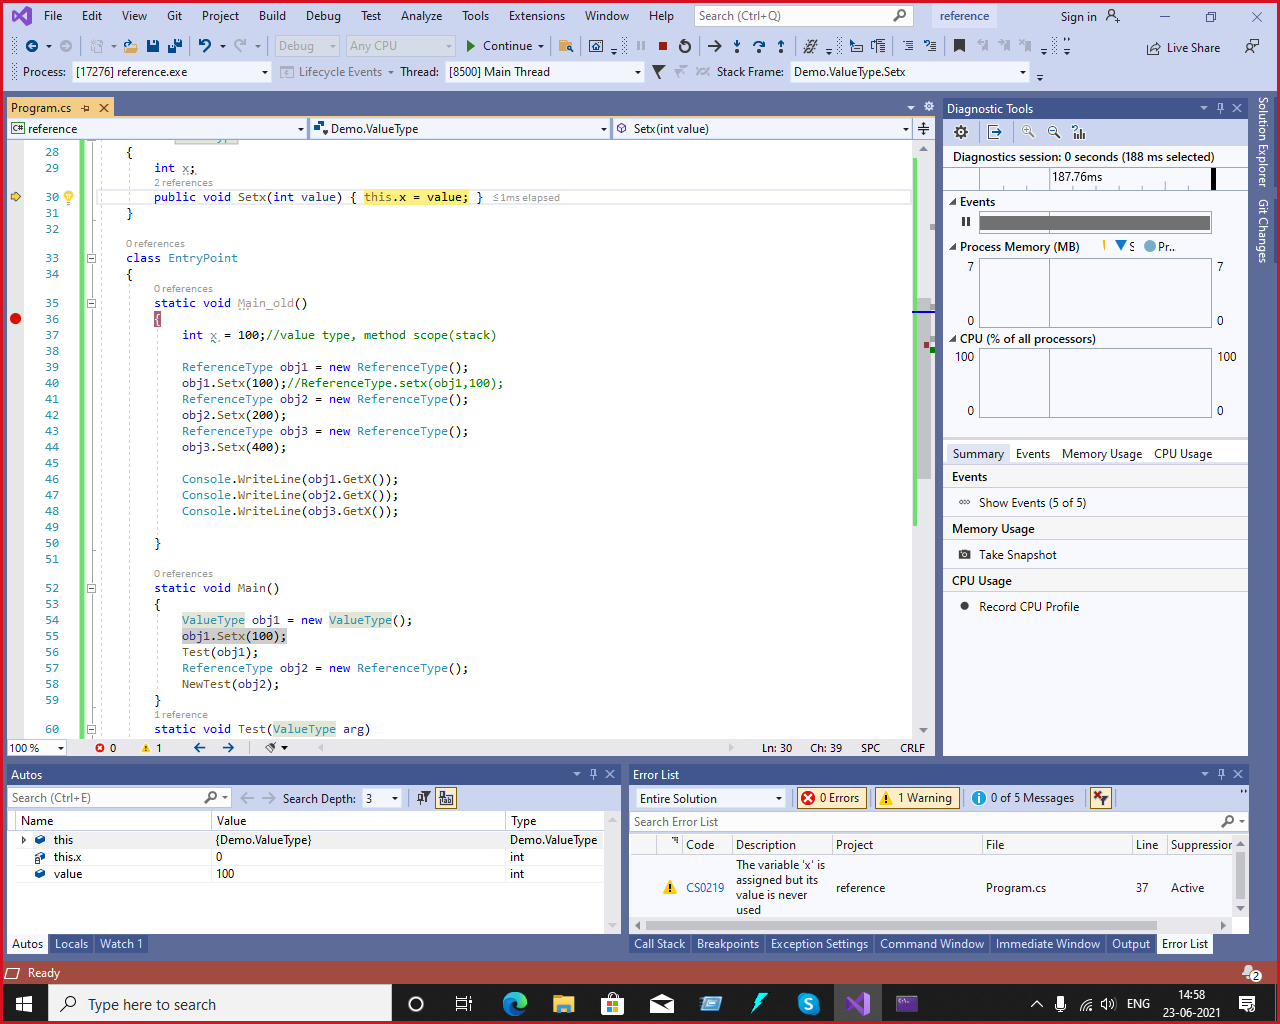 File Edit View Git Project Build Debug Test Analyze Tools Extensions Window Help Search (Ctrl+Q) reference Sign in
Debug Any CPU Continue Live Share
Process: [17276] reference.exe Lifecycle Events Thread: [8500] Main Thread Stack Frame: Demo.ValueType.Setx
Program.cs
reference Demo.ValueType Setx(int value)
28 {
29 int x;
2 references
30 public void Setx(int value) { this.x = value; } ≤1ms elapsed
31 }
32
0 references
33 class EntryPoint
34 {
0 references
35 static void Main_old()
36 {
37 int x = 100;//value type, method scope(stack)
38
39 ReferenceType obj1 = new ReferenceType();
40 obj1.Setx(100);//ReferenceType.setx(obj1,100);
41 ReferenceType obj2 = new ReferenceType();
42 obj2.Setx(200);
43 ReferenceType obj3 = new ReferenceType();
44 obj3.Setx(400);
45
46 Console.WriteLine(obj1.GetX());
47 Console.WriteLine(obj2.GetX());
48 Console.WriteLine(obj3.GetX());
49
50 }
51
0 references
52 static void Main()
53 {
54 ValueType obj1 = new ValueType();
55 obj1.Setx(100);
56 Test(obj1);
57 ReferenceType obj2 = new ReferenceType();
58 NewTest(obj2);
59 }
1 reference
60 static void Test(ValueType arg)
100 % 0 1 Ln: 30 Ch: 39 SPC CRLF
Diagnostic Tools
Diagnostics session: 0 seconds (188 ms selected)
187.76ms
Events
Process Memory (MB) S Pr..
7 7
0 0
CPU (% of all processors)
100 100
0 0
Summary Events Memory Usage CPU Usage
Events
Show Events (5 of 5)
Memory Usage
Take Snapshot
CPU Usage
Record CPU Profile
Solution Explorer
Git Changes
Autos
Search (Ctrl+E) Search Depth: 3
Name Value Type
this {Demo.ValueType} Demo.ValueType
this.x 0 int
value 100 int
Autos Locals Watch 1
Error List
Entire Solution 0 Errors 1 Warning 0 of 5 Messages
Search Error List
Code Description Project File Line Suppression
CS0219 The variable 'x' is assigned but its value is never used reference Program.cs 37 Active
Call Stack Breakpoints Exception Settings Command Window Immediate Window Output Error List
Ready 2
Type here to search ENG 14:58
23-06-2021